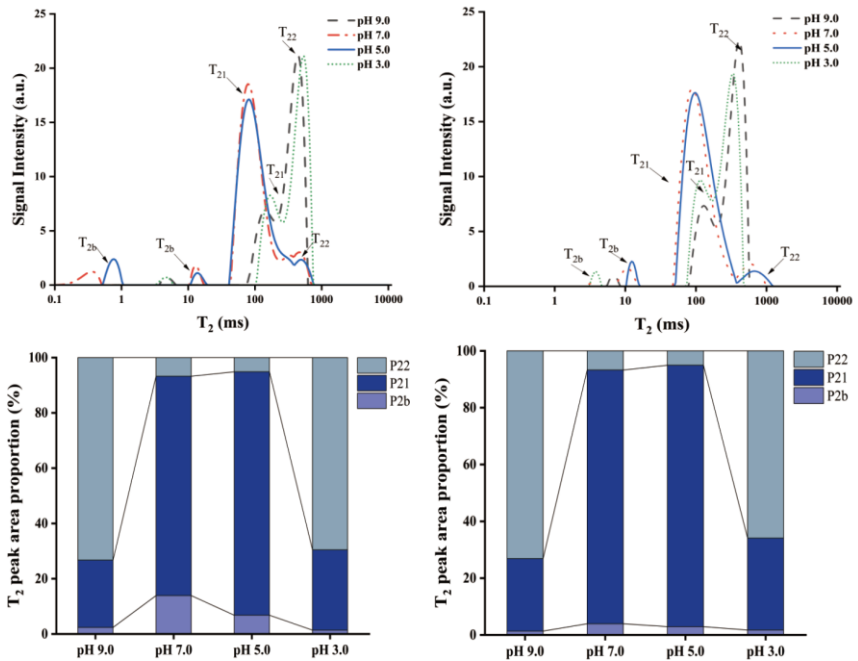 Signal Intensity (a.u.)
25
20
15
10
5
0
0.1
1
10
100
1000
10000
T2 (ms)
pH 9.0
pH 7.0
pH 5.0
pH 3.0
T22
T21
T21
T2b
T2b
T22
Signal Intensity (a.u.)
25
20
15
10
5
0
0.1
1
10
100
1000
10000
T2 (ms)
pH 9.0
pH 7.0
pH 5.0
pH 3.0
T22
T21
T21
T2b
T2b
T22
T2 peak area proportion (%)
100
80
60
40
20
0
pH 9.0
pH 7.0
pH 5.0
pH 3.0
P22
P21
P2b
T2 peak area proportion (%)
100
80
60
40
20
0
pH 9.0
pH 7.0
pH 5.0
pH 3.0
P22
P21
P2b